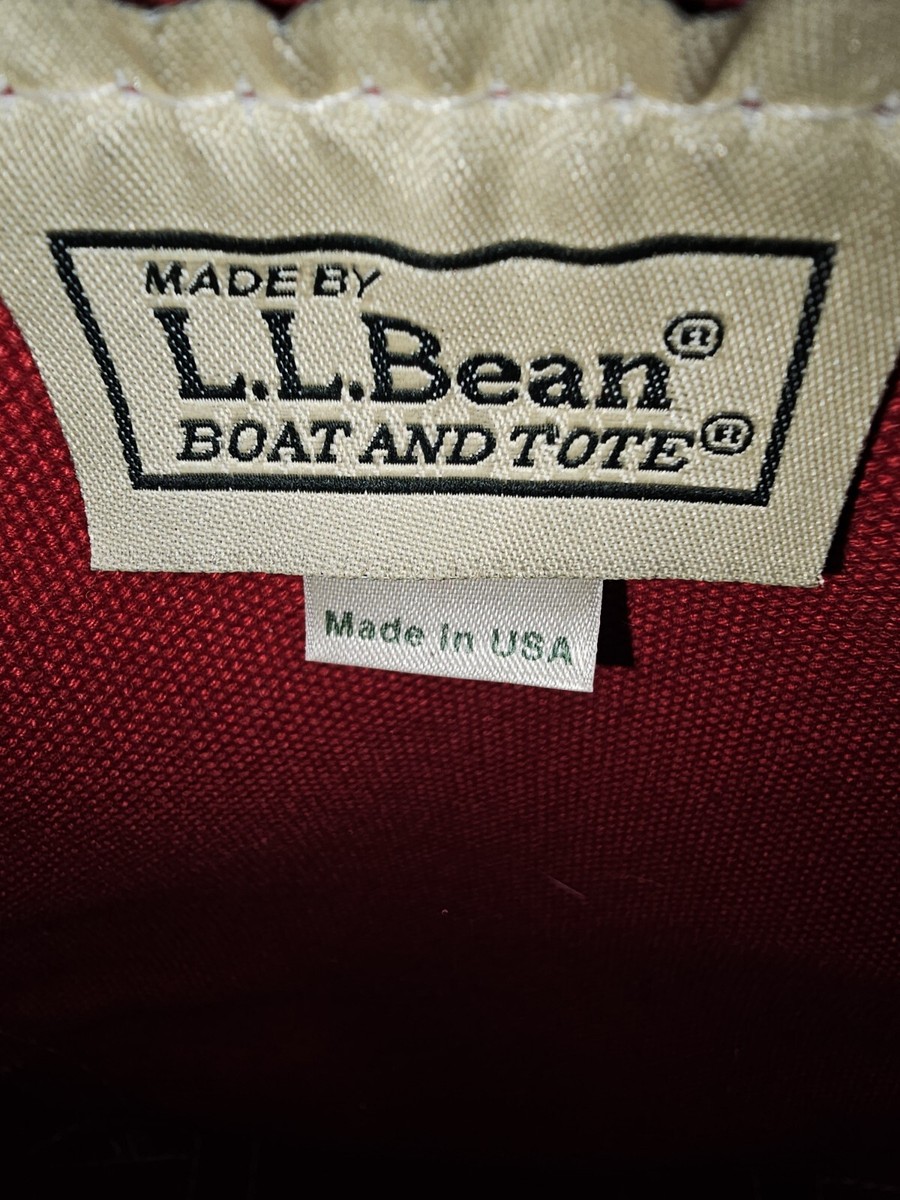 MADE BY
L.L.Bean®
BOAT AND TOTE®
Made in USA